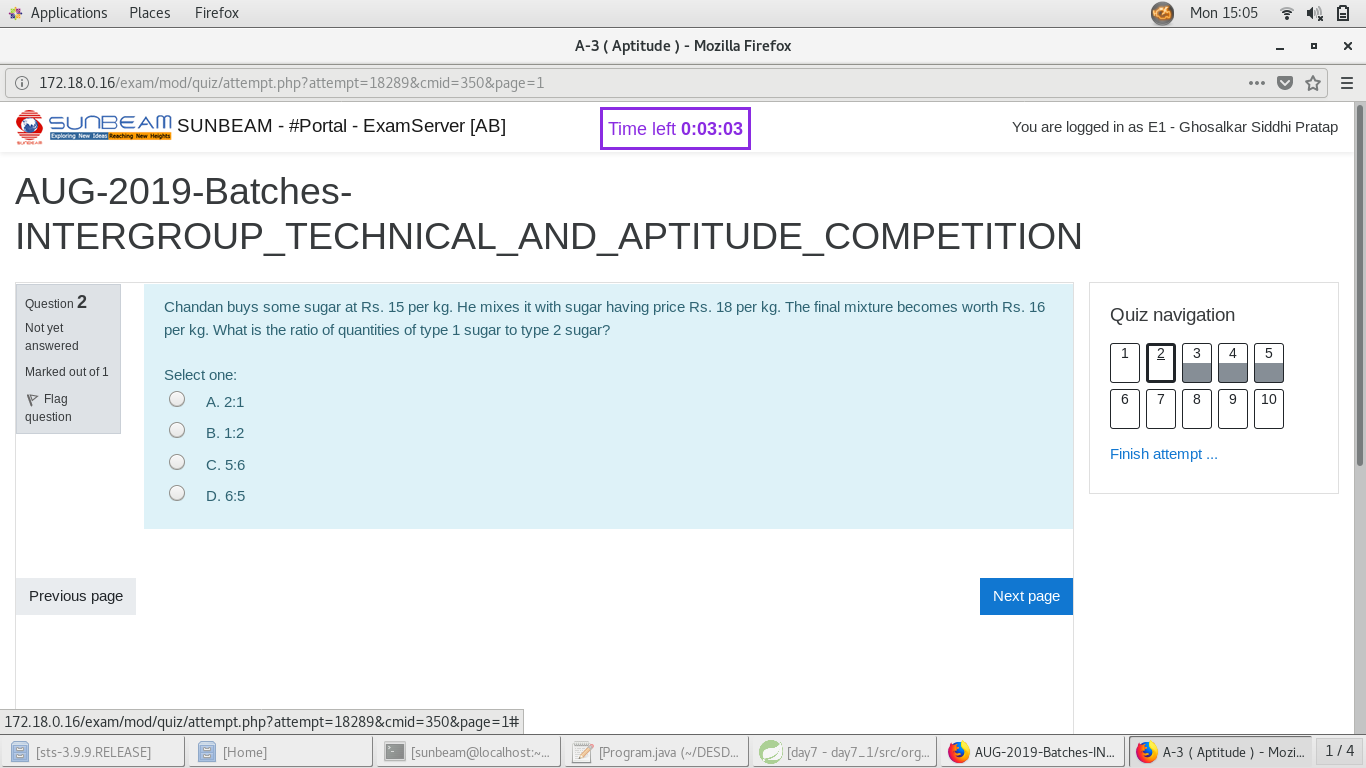 Applications Places Firefox Mon 15:05
A-3 ( Aptitude ) - Mozilla Firefox
172.18.0.16/exam/mod/quiz/attempt.php?attempt=18289&cmid=350&page=1
SUNBEAM
Exploring New Ideas Reaching New Heights
SUNBEAM - #Portal - ExamServer [AB]
Time left 0:03:03
You are logged in as E1 - Ghosalkar Siddhi Pratap
AUG-2019-Batches-
INTERGROUP_TECHNICAL_AND_APTITUDE_COMPETITION
Question 2
Not yet
answered
Marked out of 1
Flag
question
Chandan buys some sugar at Rs. 15 per kg. He mixes it with sugar having price Rs. 18 per kg. The final mixture becomes worth Rs. 16
per kg. What is the ratio of quantities of type 1 sugar to type 2 sugar?
Select one:
A. 2:1
B. 1:2
C. 5:6
D. 6:5
Previous page
Next page
Quiz navigation
1 2 3 4 5
6 7 8 9 10
Finish attempt ...
172.18.0.16/exam/mod/quiz/attempt.php?attempt=18289&cmid=350&page=1#
[sts-3.9.9.RELEASE] [Home] [sunbeam@localhost:~... [Program.java (~/DESD... [day7 - day7_1/src/org... AUG-2019-Batches-IN... A-3 ( Aptitude ) - Mozi... 1 / 4